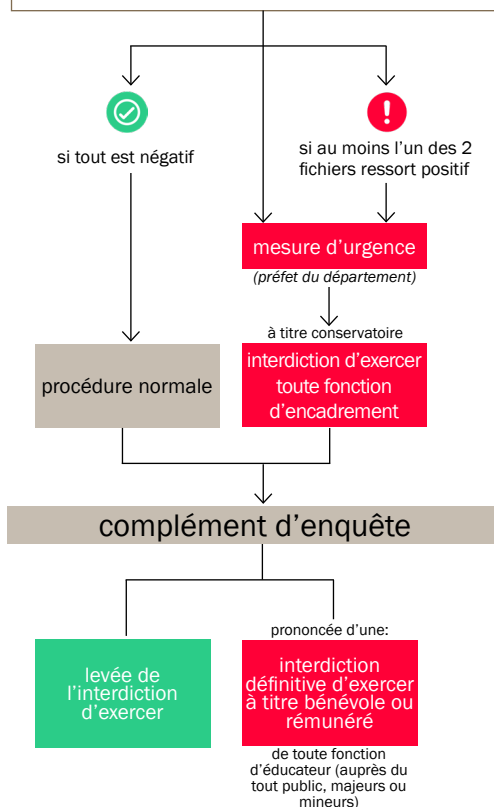 si tout est négatif
si au moins l’un des 2
fichiers ressort positif
mesure d’urgence
(préfet du département)
à titre conservatoire
procédure normale
interdiction d’exercer
toute fonction
d’encadrement
complément d’enquête
levée de
l’interdiction
d’exercer
prononcée d’une:
interdiction
définitive d’exercer
à titre bénévole ou
rémunéré
de toute fonction
d’éducateur (auprès du
tout public, majeurs ou
mineurs)